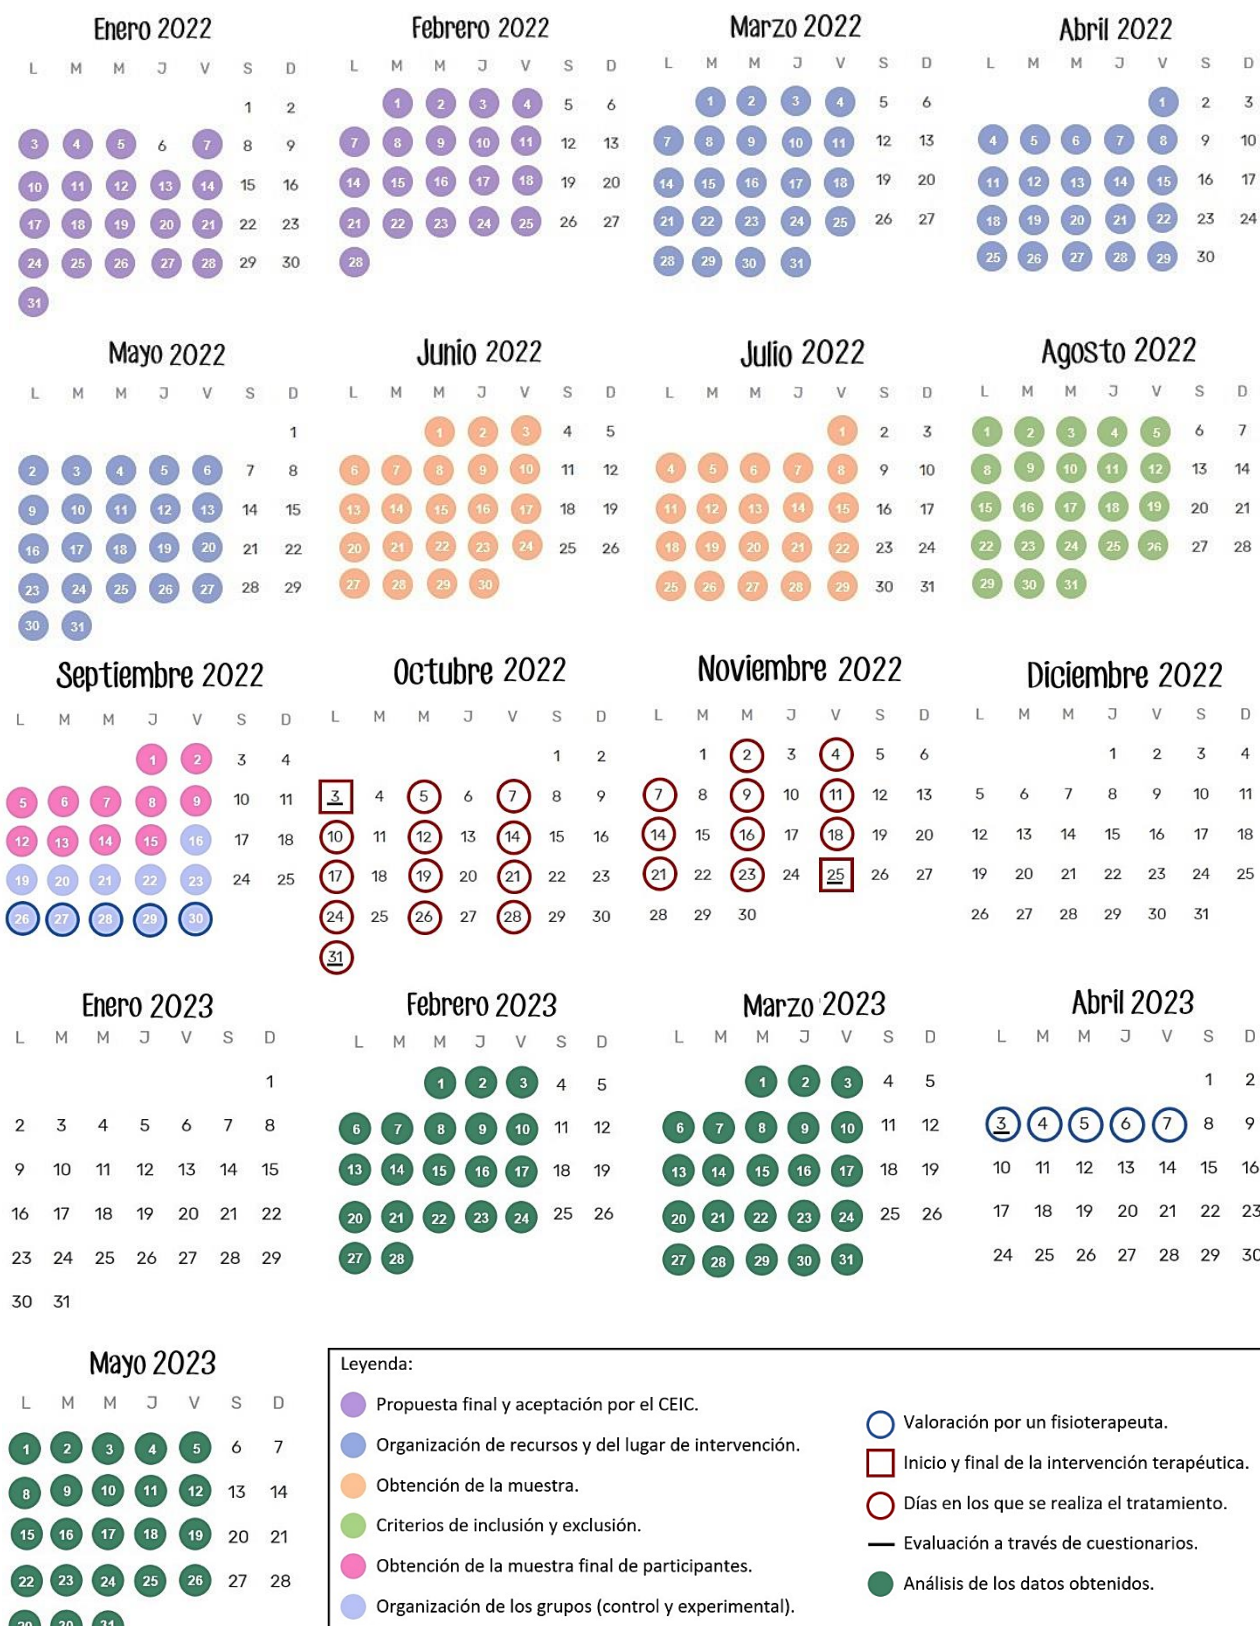 Enero 2022
L M M J V S D
1 2
3 4 5 6 7 8 9
10 11 12 13 14 15 16
17 18 19 20 21 22 23
24 25 26 27 28 29 30
31
Febrero 2022
L M M J V S D
1 2 3 4 5 6
7 8 9 10 11 12 13
14 15 16 17 18 19 20
21 22 23 24 25 26 27
28
Marzo 2022
L M M J V S D
1 2 3 4 5 6
7 8 9 10 11 12 13
14 15 16 17 18 19 20
21 22 23 24 25 26 27
28 29 30 31
Abril 2022
L M M J V S D
1 2 3
4 5 6 7 8 9 10
11 12 13 14 15 16 17
18 19 20 21 22 23 24
25 26 27 28 29 30
Mayo 2022
L M M J V S D
1
2 3 4 5 6 7 8
9 10 11 12 13 14 15
16 17 18 19 20 21 22
23 24 25 26 27 28 29
30 31
Junio 2022
L M M J V S D
1 2 3 4 5
6 7 8 9 10 11 12
13 14 15 16 17 18 19
20 21 22 23 24 25 26
27 28 29 30
Julio 2022
L M M J V S D
1 2 3
4 5 6 7 8 9 10
11 12 13 14 15 16 17
18 19 20 21 22 23 24
25 26 27 28 29 30 31
Agosto 2022
L M M J V S D
1 2 3 4 5 6 7
8 9 10 11 12 13 14
15 16 17 18 19 20 21
22 23 24 25 26 27 28
29 30 31
Septiembre 2022
L M M J V S D
1 2 3 4
5 6 7 8 9 10 11
12 13 14 15 16 17 18
19 20 21 22 23 24 25
26 27 28 29 30
Octubre 2022
L M M J V S D
1 2
3 4 5 6 7 8 9
10 11 12 13 14 15 16
17 18 19 20 21 22 23
24 25 26 27 28 29 30
31
Noviembre 2022
L M M J V S D
1 2 3 4 5 6
7 8 9 10 11 12 13
14 15 16 17 18 19 20
21 22 23 24 25 26 27
28 29 30
Diciembre 2022
L M M J V S D
1 2 3 4
5 6 7 8 9 10 11
12 13 14 15 16 17 18
19 20 21 22 23 24 25
26 27 28 29 30 31
Enero 2023
L M M J V S D
1
2 3 4 5 6 7 8
9 10 11 12 13 14 15
16 17 18 19 20 21 22
23 24 25 26 27 28 29
30 31
Febrero 2023
L M M J V S D
1 2 3 4 5
6 7 8 9 10 11 12
13 14 15 16 17 18 19
20 21 22 23 24 25 26
27 28
Marzo 2023
L M M J V S D
1 2 3 4 5
6 7 8 9 10 11 12
13 14 15 16 17 18 19
20 21 22 23 24 25 26
27 28 29 30 31
Abril 2023
L M M J V S D
1 2
3 4 5 6 7 8 9
10 11 12 13 14 15 16
17 18 19 20 21 22 23
24 25 26 27 28 29 30
Mayo 2023
L M M J V S D
1 2 3 4 5 6 7
8 9 10 11 12 13 14
15 16 17 18 19 20 21
22 23 24 25 26 27 28
29 30 31
Leyenda:
Propuesta final y aceptación por el CEIC.
Organización de recursos y del lugar de intervención.
Obtención de la muestra.
Criterios de inclusión y exclusión.
Obtención de la muestra final de participantes.
Organización de los grupos (control y experimental).
Valoración por un fisioterapeuta.
Inicio y final de la intervención terapéutica.
Días en los que se realiza el tratamiento.
Evaluación a través de cuestionarios.
Análisis de los datos obtenidos.